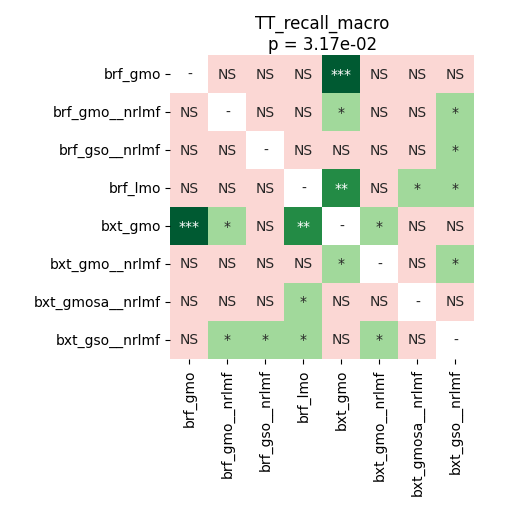 TT_recall_macro
p = 3.17e-02
brf_gmo - NS NS NS *** NS NS NS
brf_gmo__nrlmf NS - NS NS * NS NS *
brf_gso__nrlmf NS NS - NS NS NS NS *
brf_lmo NS NS NS - ** NS * *
bxt_gmo *** * NS ** - * NS NS
bxt_gmo__nrlmf NS NS NS NS * - NS *
bxt_gmosa__nrlmf NS NS NS * NS NS - NS
bxt_gso__nrlmf NS * * * NS * NS -
brf_gmo
brf_gmo__nrlmf
brf_gso__nrlmf
brf_lmo
bxt_gmo
bxt_gmo__nrlmf
bxt_gmosa__nrlmf
bxt_gso__nrlmf